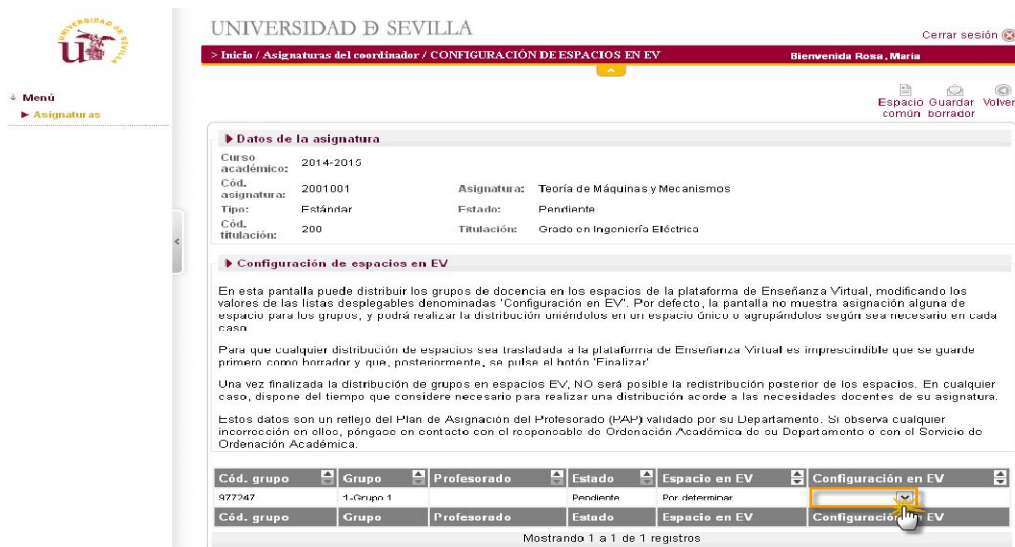 UNIVERSIDAD D SEVILLA
Cerrar sesión
> Inicio / Asignaturas del coordinador / CONFIGURACIÓN DE ESPACIOS EN EV
Bienvenida Rosa, Maria
Menú
Asignaturas
Espacio común
Guardar borrador
Volver
Datos de la asignatura
Curso académico: 2014-2015
Cód. asignatura: 2001001 Asignatura: Teoría de Máquinas y Mecanismos
Tipo: Estándar Estado: Pendiente
Cód. titulación: 200 Titulación: Grado en Ingeniería Eléctrica
Configuración de espacios en EV
En esta pantalla puede distribuir los grupos de docencia en los espacios de la plataforma de Enseñanza Virtual, modificando los
valores de las listas desplegables denominadas 'Configuración en EV'. Por defecto, la pantalla no muestra asignación alguna de
espacio para los grupos, y podrá realizar la distribución uniéndolos en un espacio único o agrupándolos según sea necesario en cada
caso.
Para que cualquier distribución de espacios sea trasladada a la plataforma de Enseñanza Virtual es imprescindible que se guarde
primero como borrador y que, posteriormente, se pulse el botón 'Finalizar'
Una vez finalizada la distribución de grupos en espacios EV, NO será posible la redistribución posterior de los espacios. En cualquier
caso, dispone del tiempo que considere necesario para realizar una distribución acorde a las necesidades docentes de su asignatura.
Estos datos son un reflejo del Plan de Asignación del Profesorado (PAP) validado por su Departamento. Si observa cualquier
incorrección en ellos, póngase en contacto con el responsable de Ordenación Académica de su Departamento o con el Servicio de
Ordenación Académica.
Cód. grupo Grupo Profesorado Estado Espacio en EV Configuración en EV
977247 1-Grupo 1 Pendiente Por determinar
Cód. grupo Grupo Profesorado Estado Espacio en EV Configuración en EV
Mostrando 1 a 1 de 1 registros